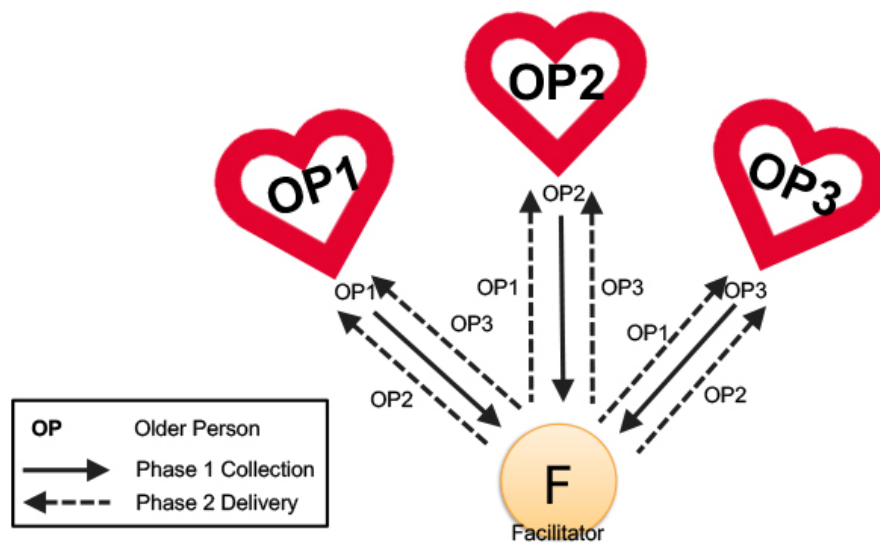 OP2
OP1
OP3
OP2
OP1
OP3
OP1
OP3
OP3
OP1
OP2
OP2
OP Older Person
Phase 1 Collection
Phase 2 Delivery
F
Facilitator